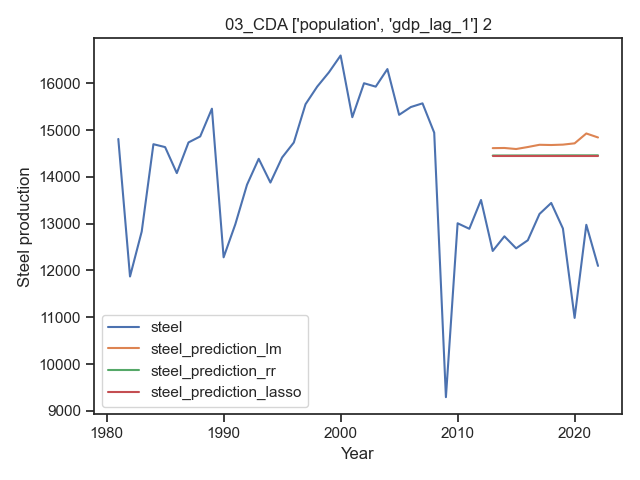 03_CDA ['population', 'gdp_lag_1'] 2
16000
15000
14000
13000
12000
11000
10000
9000
Steel production
steel
steel_prediction_lm
steel_prediction_rr
steel_prediction_lasso
1980 1990 2000 2010 2020
Year